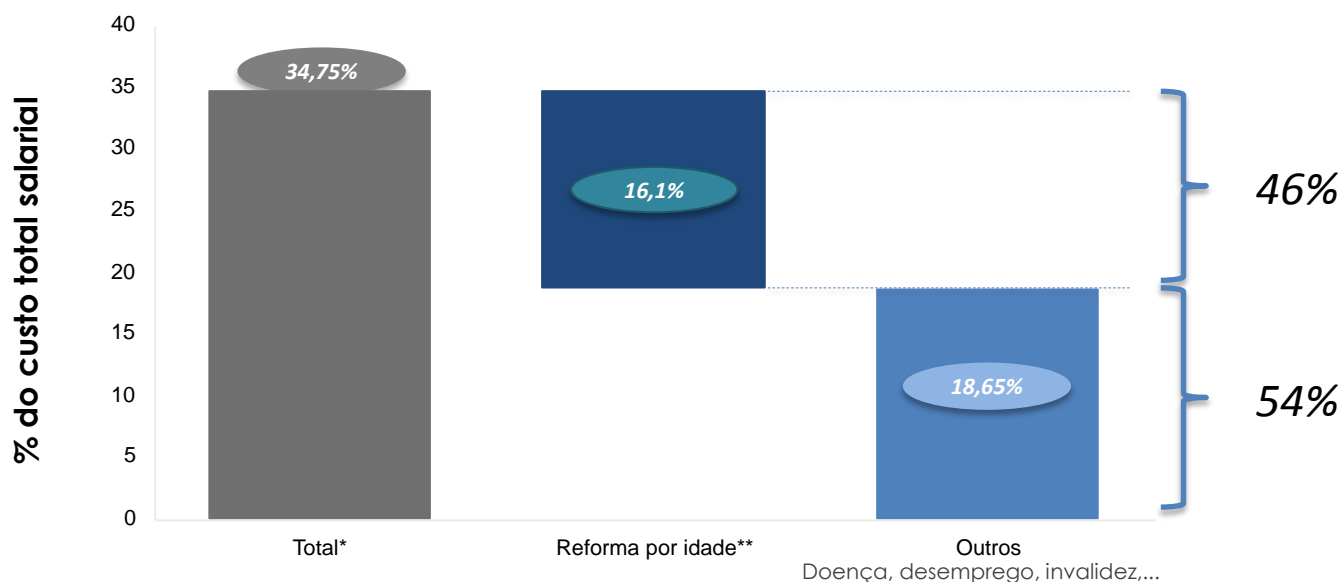 % do custo total salarial
40
35
30
25
20
15
10
5
0
34,75%
16,1%
18,65%
46%
54%
Total*
Reforma por idade**
Outros
Doença, desemprego, invalidez,...